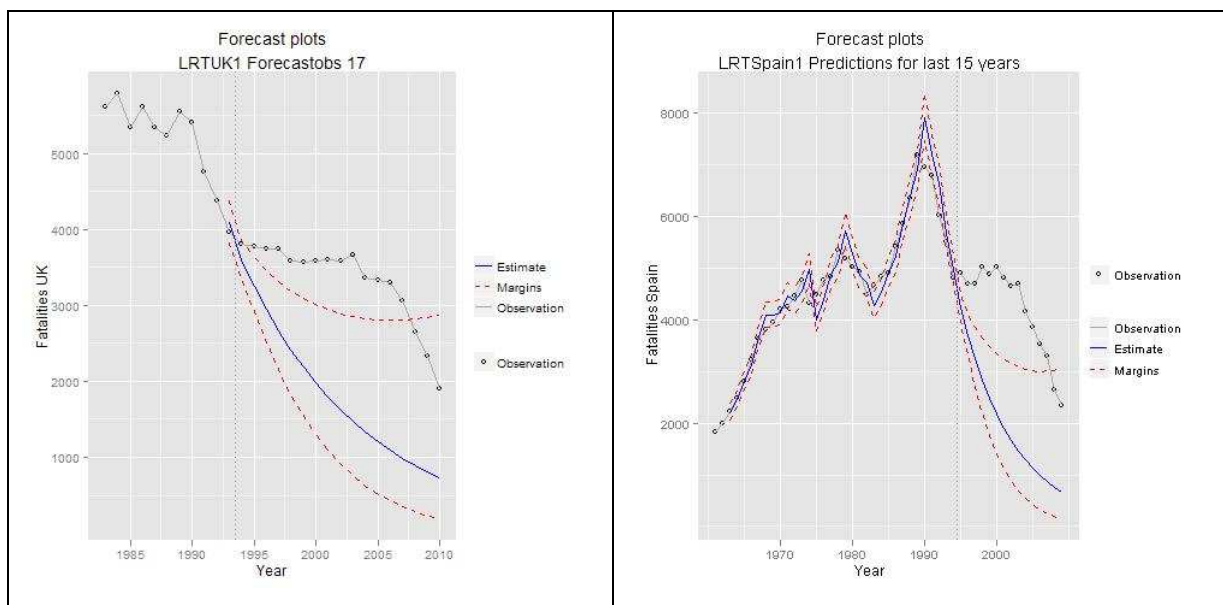 Forecast plots
LRTUK1 Forecastobs 17
Fatalities UK
5000
4000
3000
2000
1000
1985 1990 1995 2000 2005 2010
Year
Estimate
Margins
Observation
Observation
Forecast plots
LRTSpain1 Predictions for last 15 years
Fatalities Spain
8000
6000
4000
2000
1970 1980 1990 2000
Year
Observation
Observation
Estimate
Margins